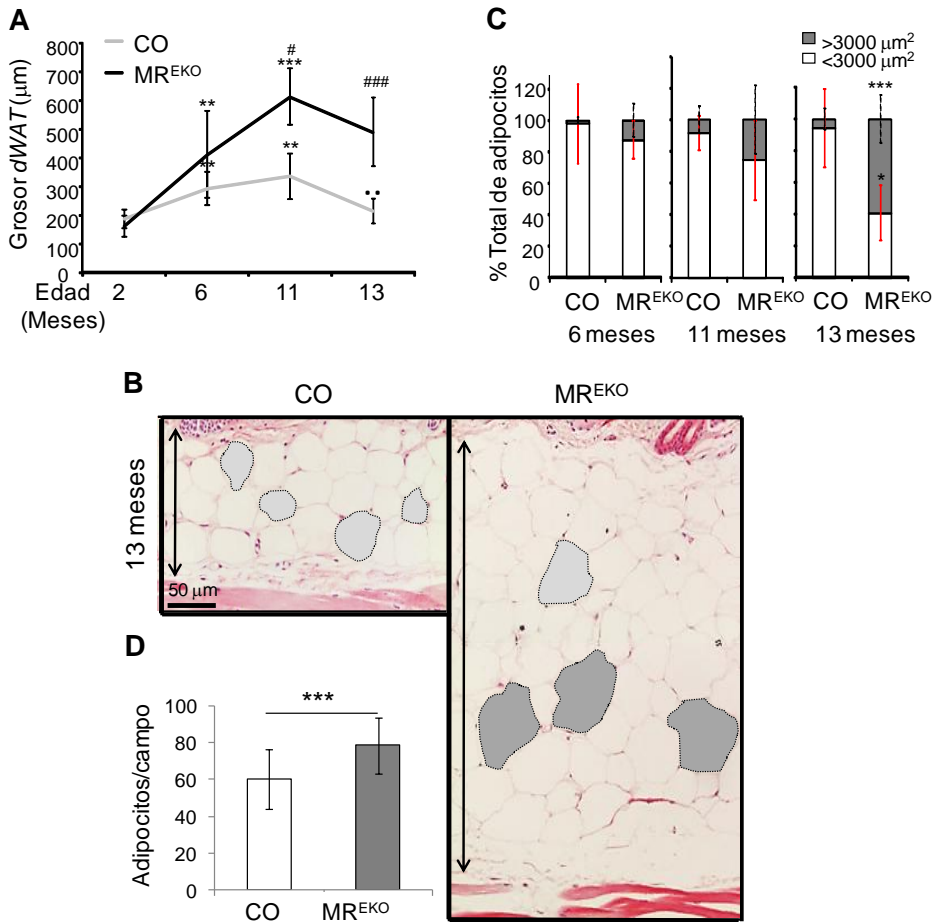 A
CO
MR^EKO
Grosor dWAT (μm)
800
700
600
500
400
300
200
100
0
**
**
#
***
**
###
••
Edad (Meses)
2 6 11 13
C
>3000 μm²
<3000 μm²
% Total de adipocitos
120
100
80
60
40
20
0
***
*
CO MR^EKO CO MR^EKO CO MR^EKO
6 meses 11 meses 13 meses
B
CO MR^EKO
13 meses
50 μm
D
Adipocitos/campo
100
80
60
40
20
0
***
CO MR^EKO